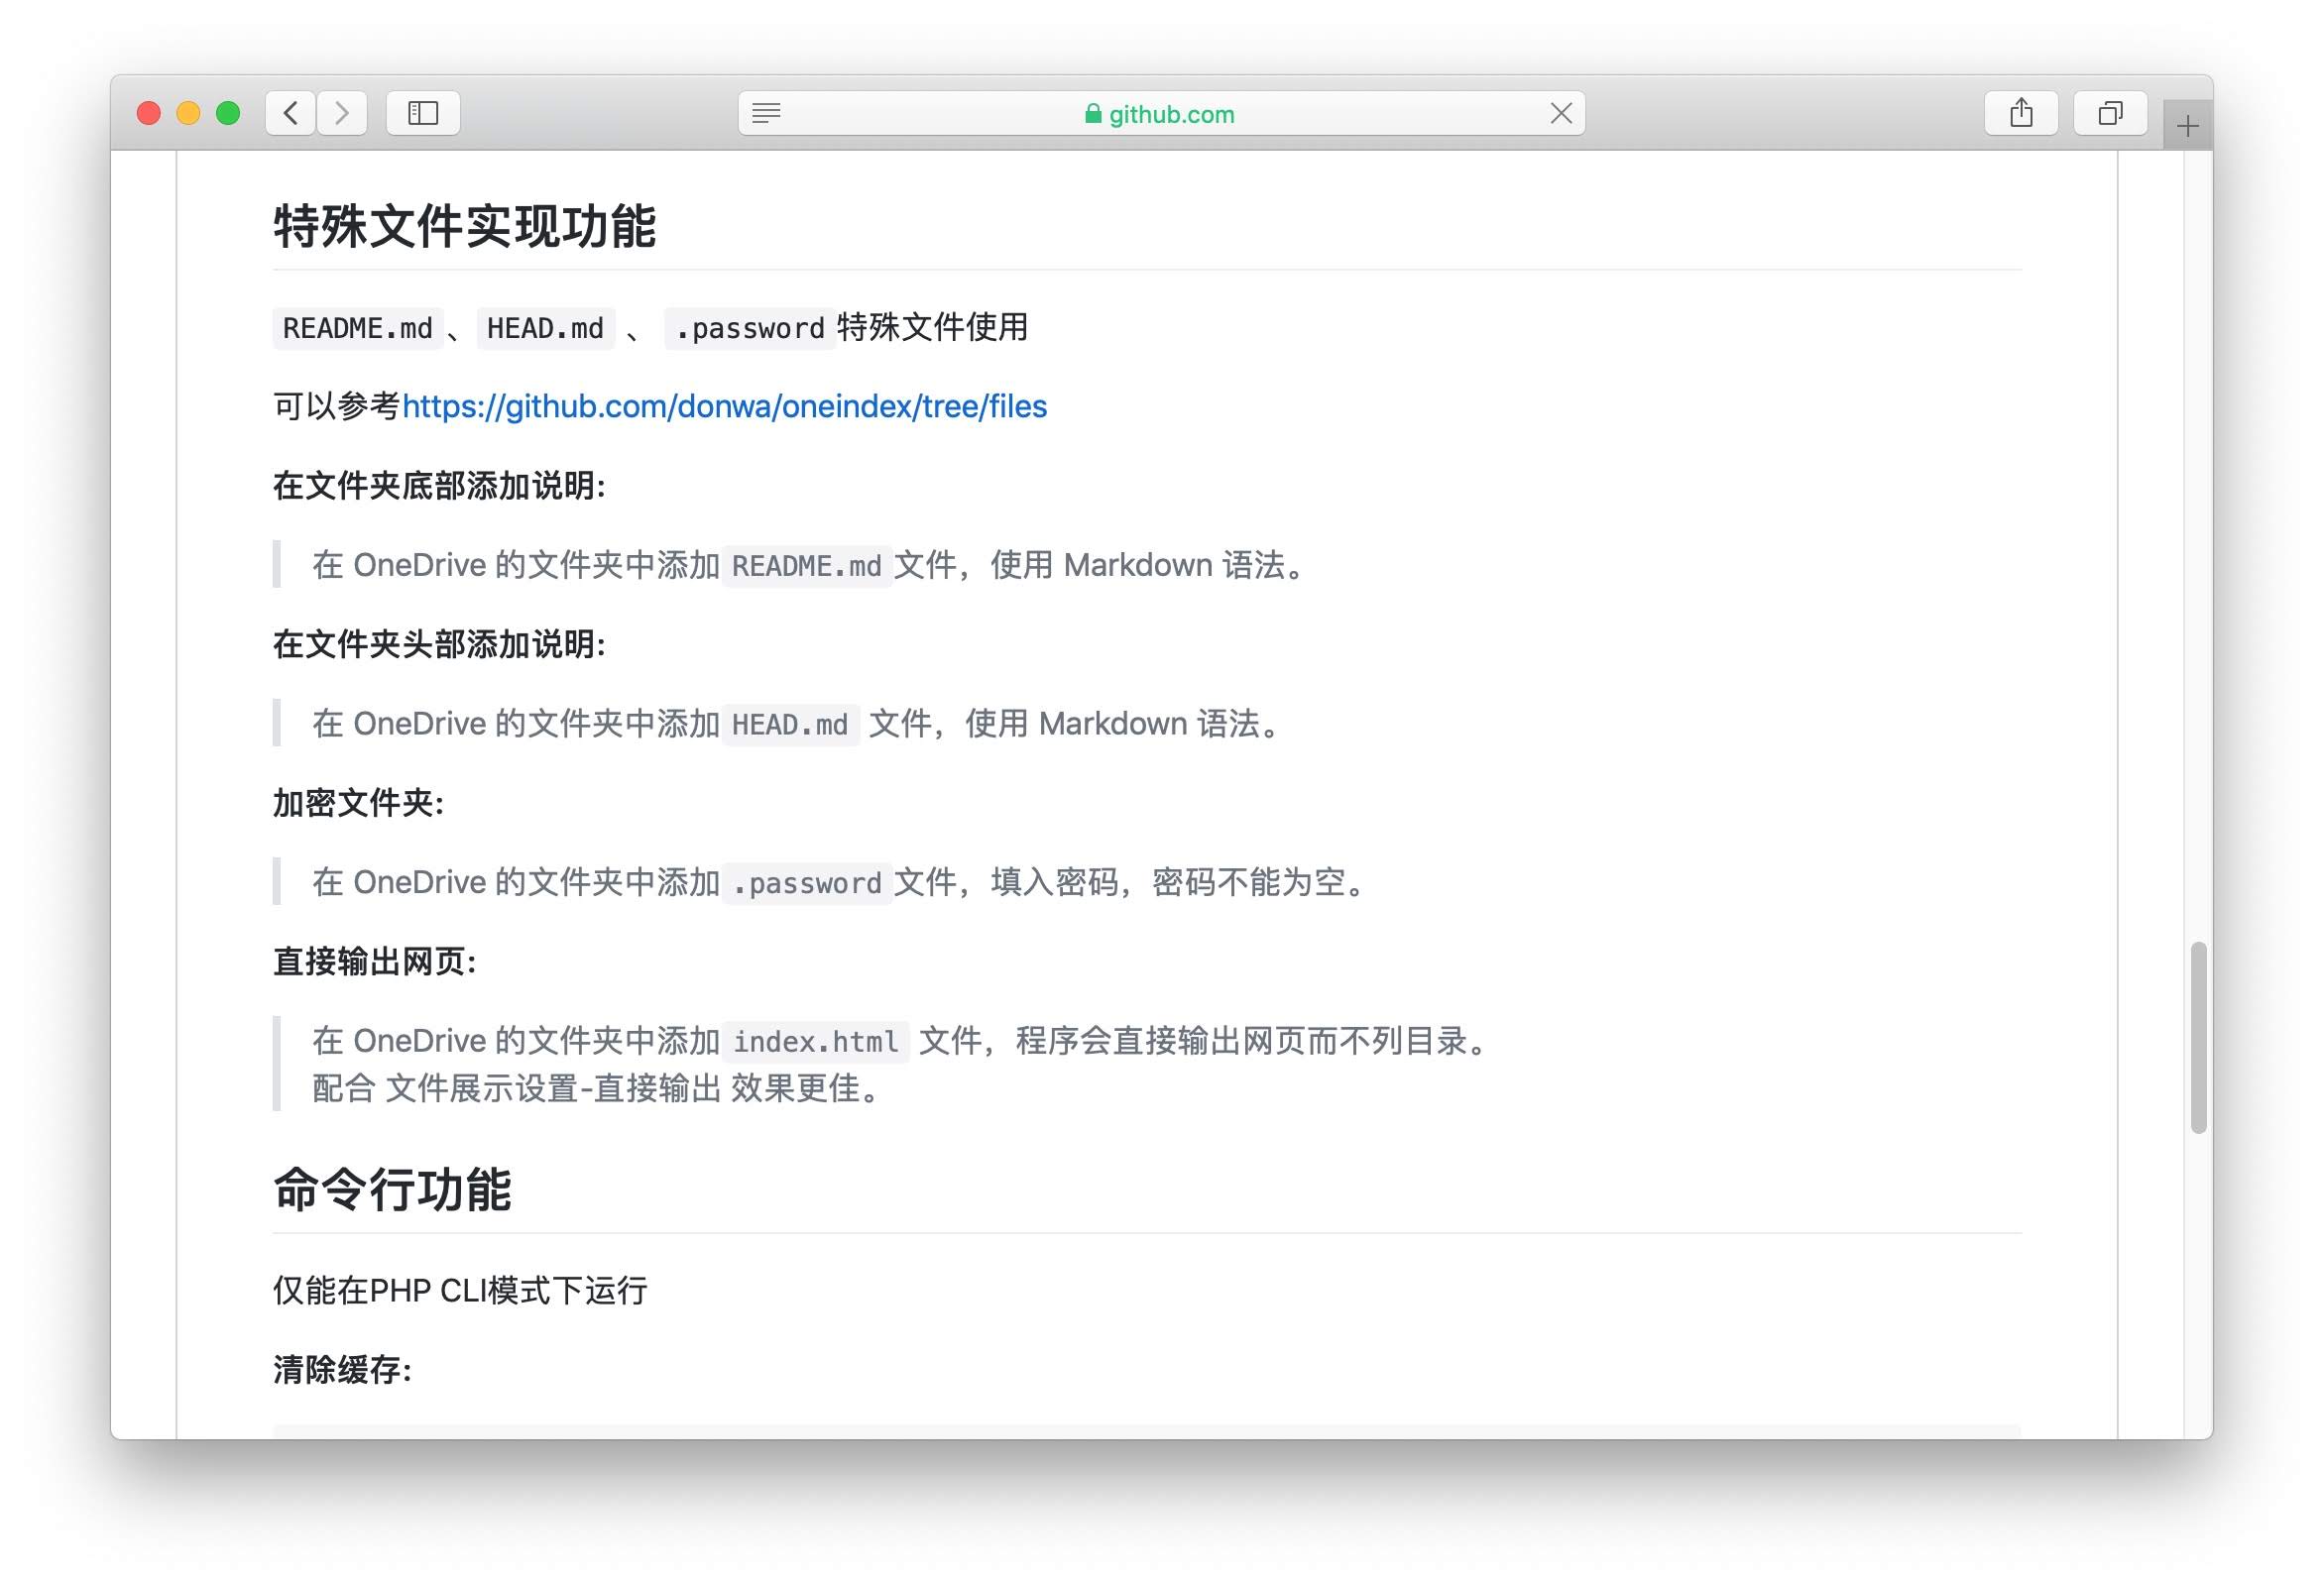 github.com
特殊文件实现功能
README.md 、 HEAD.md 、 .password 特殊文件使用
可以参考https://github.com/donwa/oneindex/tree/files
在文件夹底部添加说明:
在 OneDrive 的文件夹中添加 README.md 文件，使用 Markdown 语法。
在文件夹头部添加说明:
在 OneDrive 的文件夹中添加 HEAD.md 文件，使用 Markdown 语法。
加密文件夹:
在 OneDrive 的文件夹中添加 .password 文件，填入密码，密码不能为空。
直接输出网页:
在 OneDrive 的文件夹中添加 index.html 文件，程序会直接输出网页而不列目录。
配合 文件展示设置-直接输出 效果更佳。
命令行功能
仅能在PHP CLI模式下运行
清除缓存: